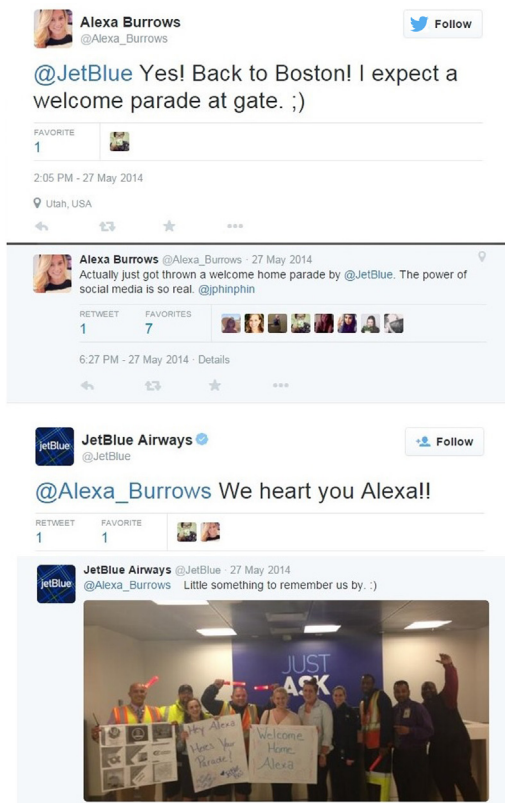 Alexa Burrows
@Alexa_Burrows
Follow
@JetBlue Yes! Back to Boston! I expect a
welcome parade at gate. ;)
FAVORITE
1
2:05 PM - 27 May 2014
Utah, USA
Alexa Burrows @Alexa_Burrows · 27 May 2014
Actually just got thrown a welcome home parade by @JetBlue. The power of
social media is so real. @jphinphin
RETWEET FAVORITES
1 7
6:27 PM - 27 May 2014 · Details
jetBlue
JetBlue Airways
@JetBlue
Follow
@Alexa_Burrows We heart you Alexa!!
RETWEET FAVORITE
1 1
jetBlue
JetBlue Airways @JetBlue · 27 May 2014
@Alexa_Burrows Little something to remember us by. :)
JUST
ASK
Hey Alexa
Here's Your
Parade!
Welcome
Home
Alexa